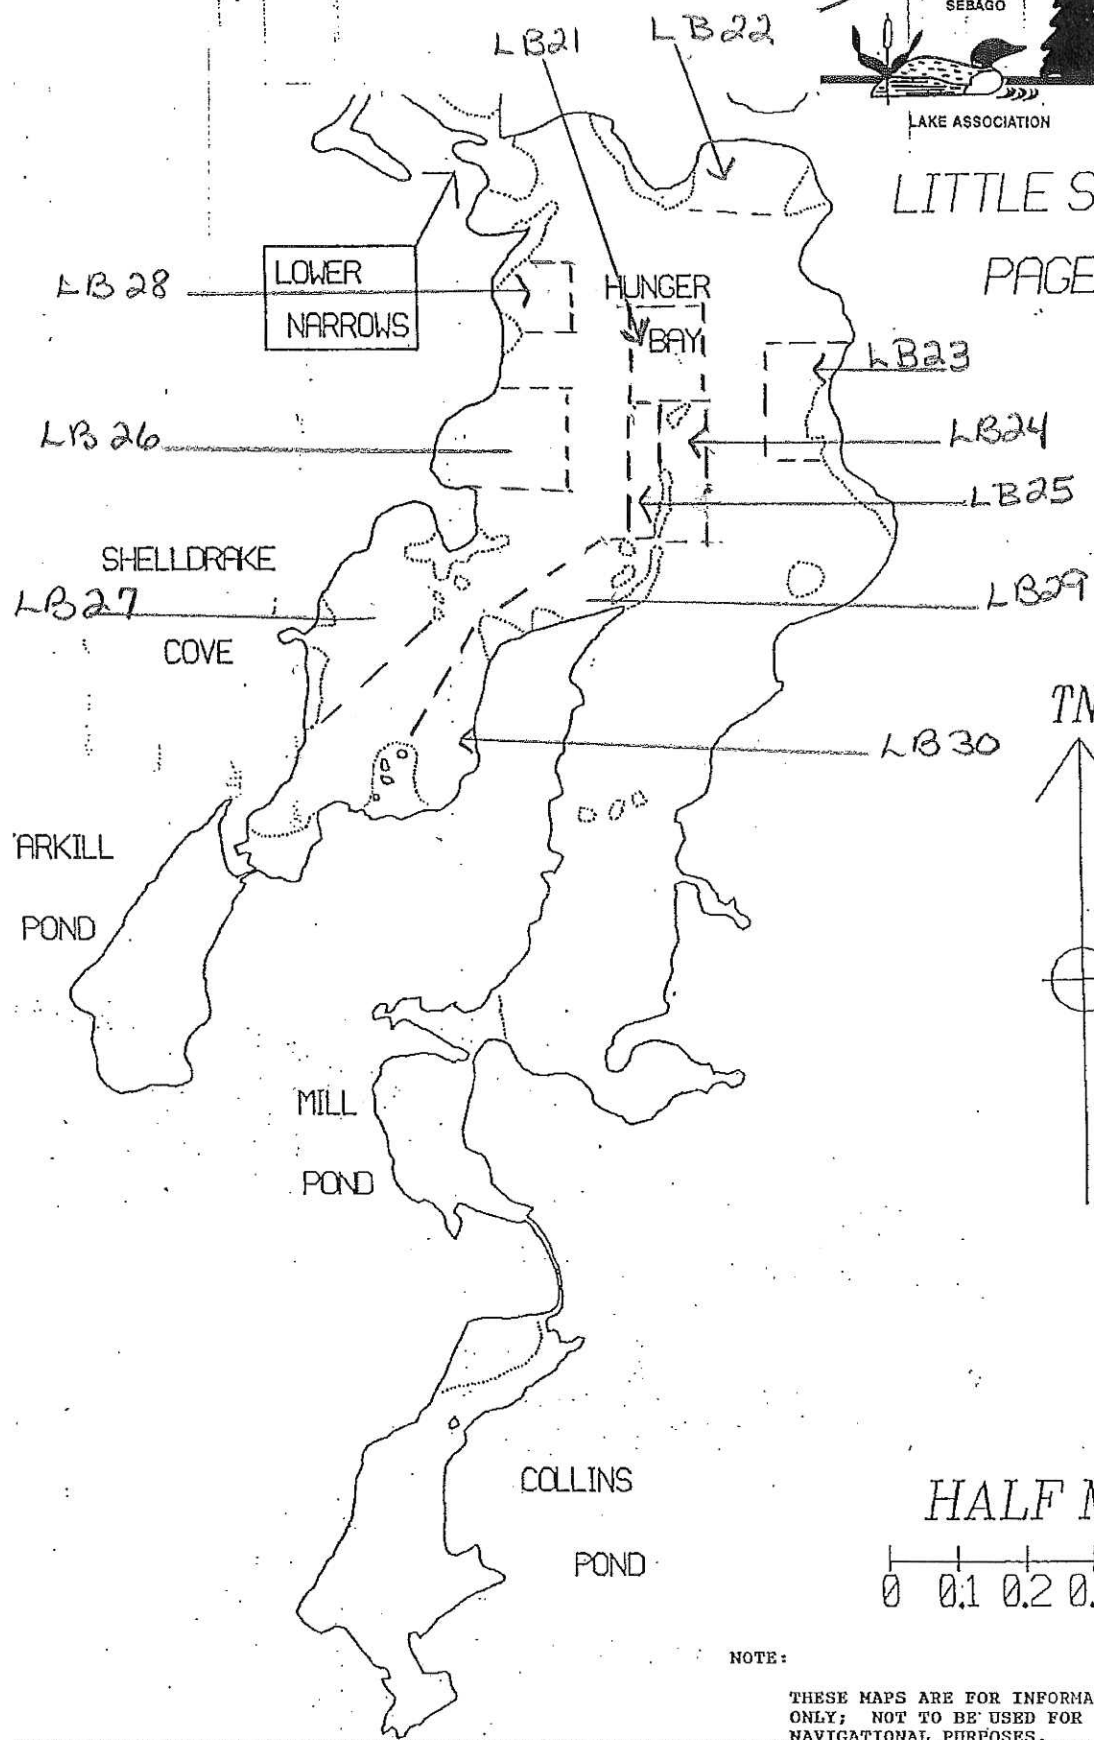 SEBAGO
LAKE ASSOCIATION
LB21
LB22
LITTLE S
PAGE
LB28
LOWER
NARROWS
HUNGER
BAY
LB23
LB26
LB24
LB25
SHELLDRAKE
COVE
LB27
LB29
TN
LB30
ARKILL
POND
MILL
POND
COLLINS
POND
HALF M
0 0.1 0.2 0.
NOTE:
THESE MAPS ARE FOR INFORMA
ONLY; NOT TO BE USED FOR
NAVIGATIONAL PURPOSES.